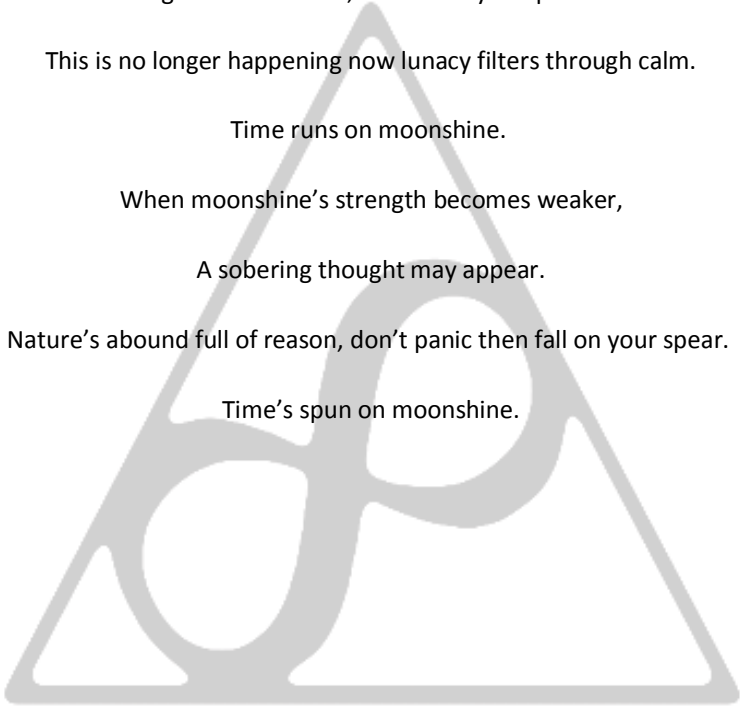 This is no longer happening now lunacy filters through calm.
Time runs on moonshine.
When moonshine’s strength becomes weaker,
A sobering thought may appear.
Nature’s abound full of reason, don’t panic then fall on your spear.
Time’s spun on moonshine.